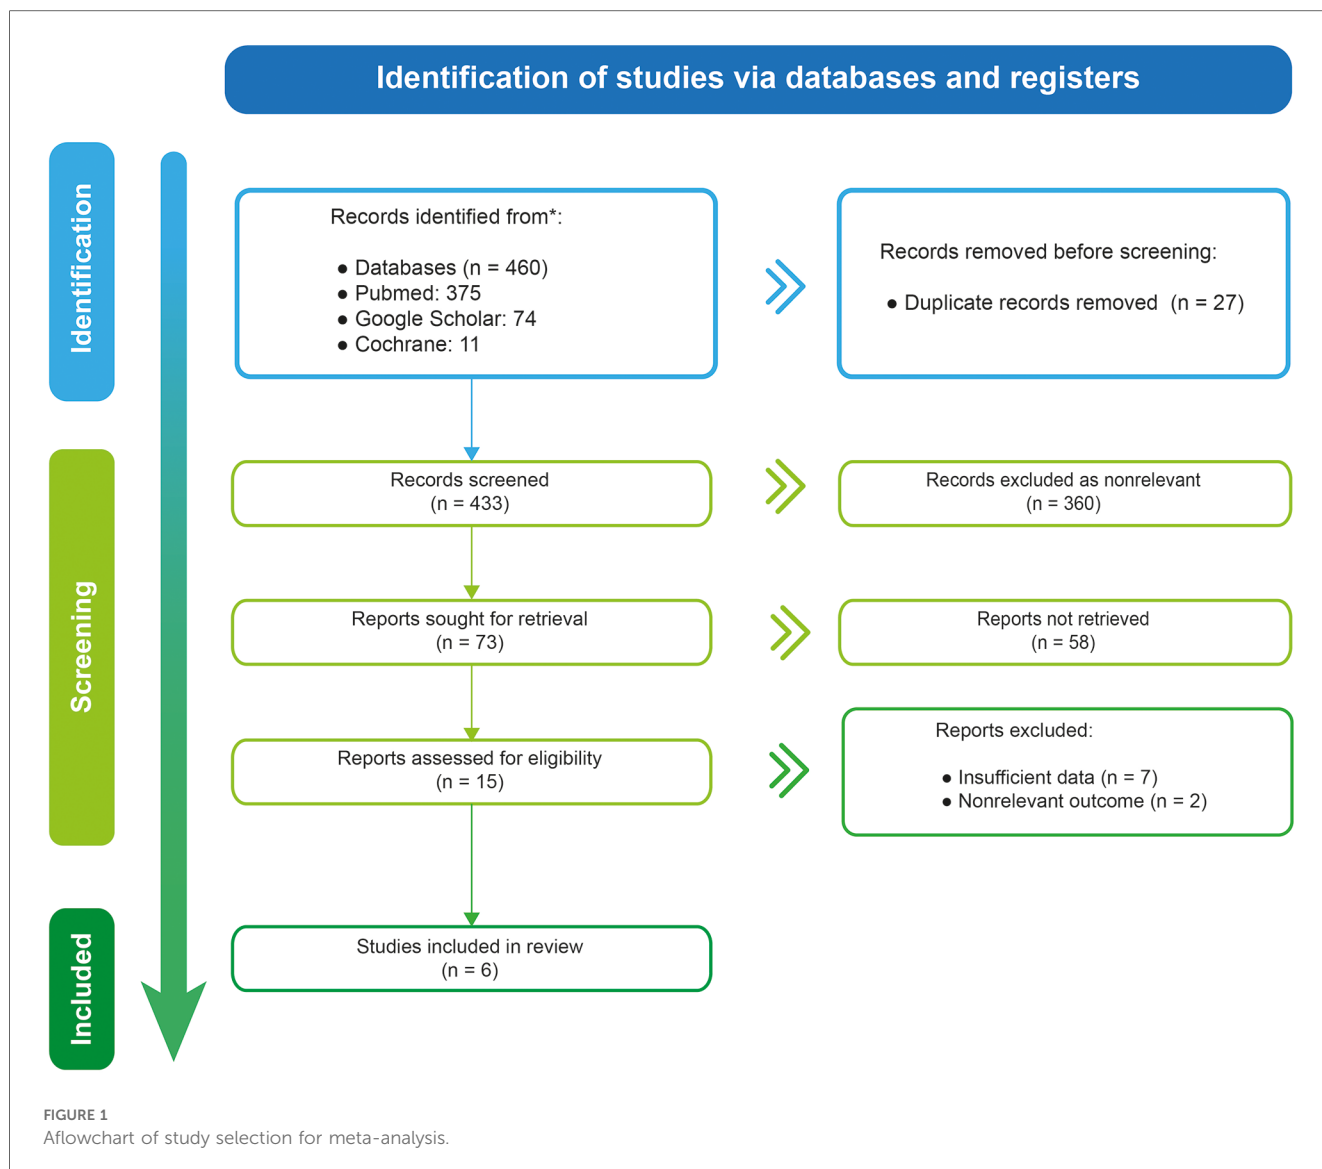 Identification of studies via databases and registers
Identification
Records identified from*:
● Databases (n = 460)
● Pubmed: 375
● Google Scholar: 74
● Cochrane: 11
Records removed before screening:
● Duplicate records removed (n = 27)
Screening
Records screened
(n = 433)
Records excluded as nonrelevant
(n = 360)
Reports sought for retrieval
(n = 73)
Reports not retrieved
(n = 58)
Reports assessed for eligibility
(n = 15)
Reports excluded:
● Insufficient data (n = 7)
● Nonrelevant outcome (n = 2)
Included
Studies included in review
(n = 6)
FIGURE 1
Aflowchart of study selection for meta-analysis.